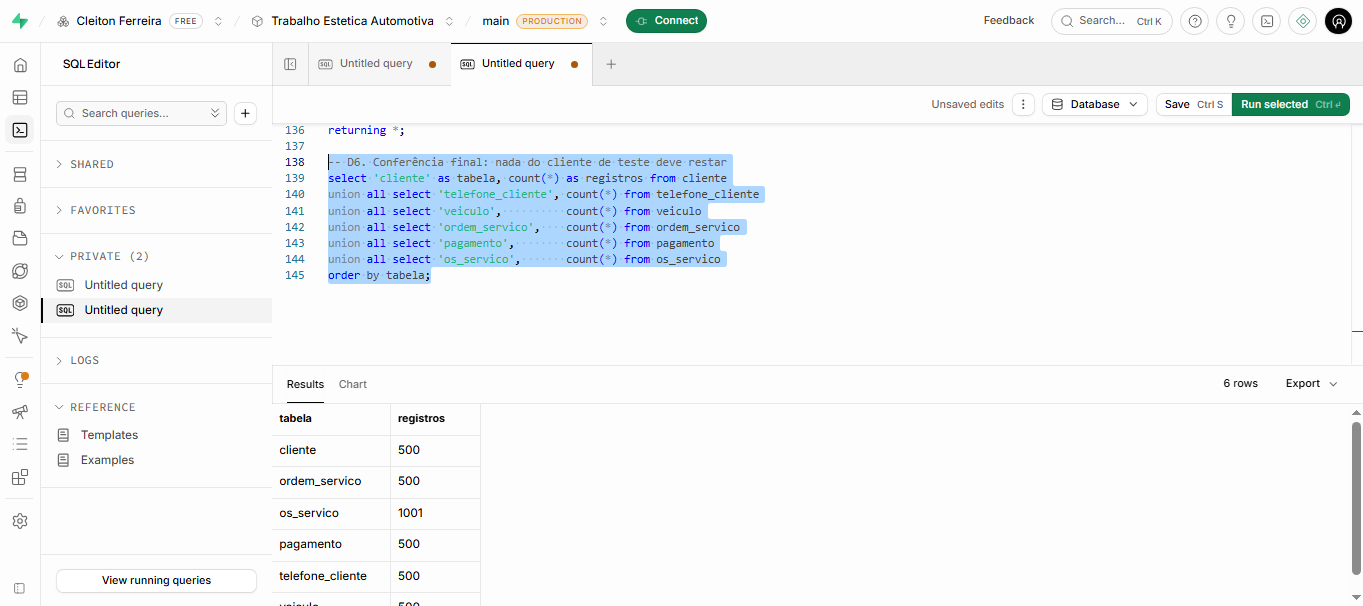 Cleiton Ferreira FREE / Trabalho Estetica Automotiva / main PRODUCTION Connect Feedback Search... Ctrl K
SQL Editor
Untitled query
Untitled query
Search queries...
Unsaved edits Database Save Ctrl S Run selected Ctrl ↵
SHARED
FAVORITES
PRIVATE (2)
Untitled query
Untitled query
LOGS
REFERENCE
Templates
Examples
View running queries
136 returning *;
137
138 -- D6. Conferência final: nada do cliente de teste deve restar
139 select 'cliente' as tabela, count(*) as registros from cliente
140 union all select 'telefone_cliente', count(*) from telefone_cliente
141 union all select 'veiculo', count(*) from veiculo
142 union all select 'ordem_servico', count(*) from ordem_servico
143 union all select 'pagamento', count(*) from pagamento
144 union all select 'os_servico', count(*) from os_servico
145 order by tabela;
Results Chart 6 rows Export
tabela registros
cliente 500
ordem_servico 500
os_servico 1001
pagamento 500
telefone_cliente 500
veiculo 500